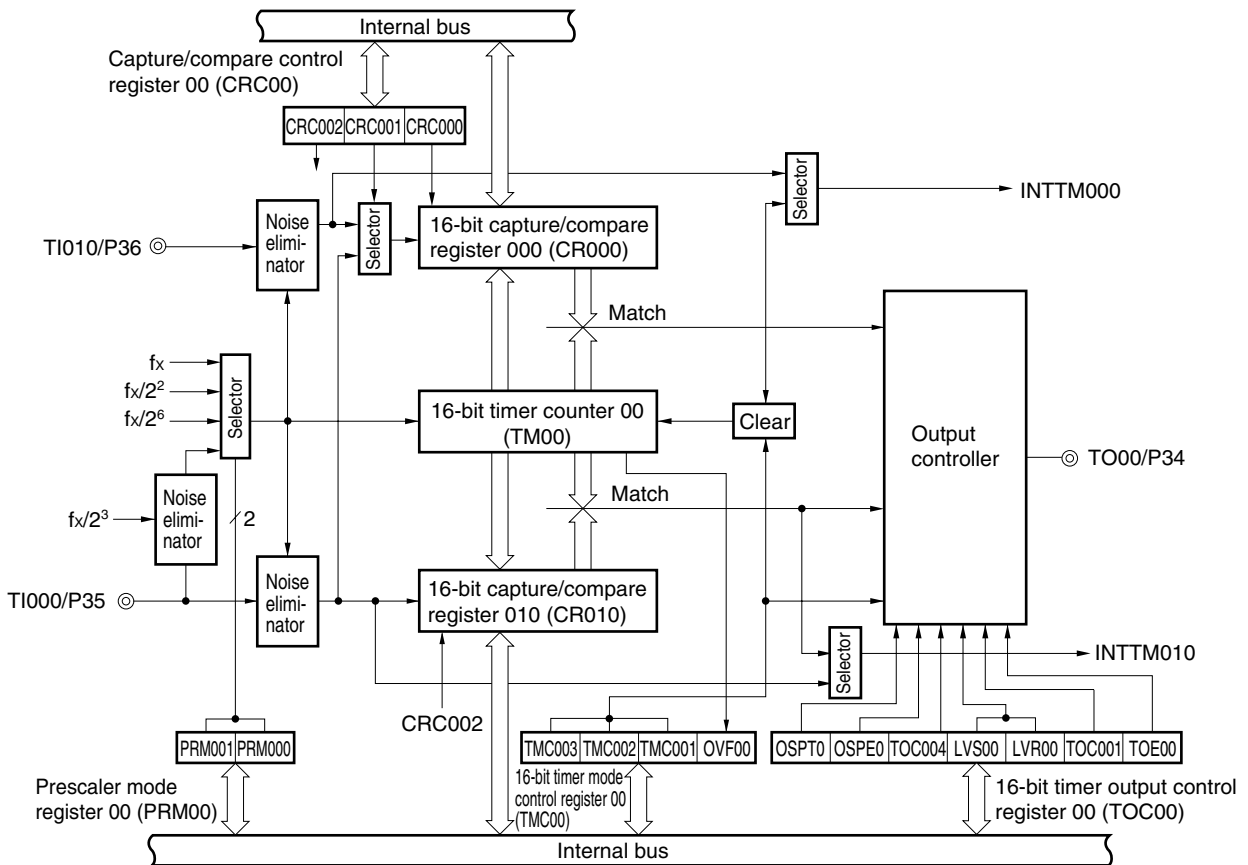 Internal bus
Capture/compare control
register 00 (CRC00)
CRC002 CRC001 CRC000
Selector
INTTM000
TI010/P36
Noise
elimi-
nator
Selector
16-bit capture/compare
register 000 (CR000)
Match
fx
fx/2²
fx/2⁶
Selector
16-bit timer counter 00
(TM00)
Clear
Output
controller
TO00/P34
fx/2³
Noise
elimi-
nator
2
Match
TI000/P35
Noise
elimi-
nator
16-bit capture/compare
register 010 (CR010)
Selector
INTTM010
CRC002
PRM001 PRM000
TMC003 TMC002 TMC001 OVF00
OSPT0 OSPE0 TOC004 LVS00 LVR00 TOC001 TOE00
Prescaler mode
register 00 (PRM00)
16-bit timer mode
control register 00
(TMC00)
16-bit timer output control
register 00 (TOC00)
Internal bus